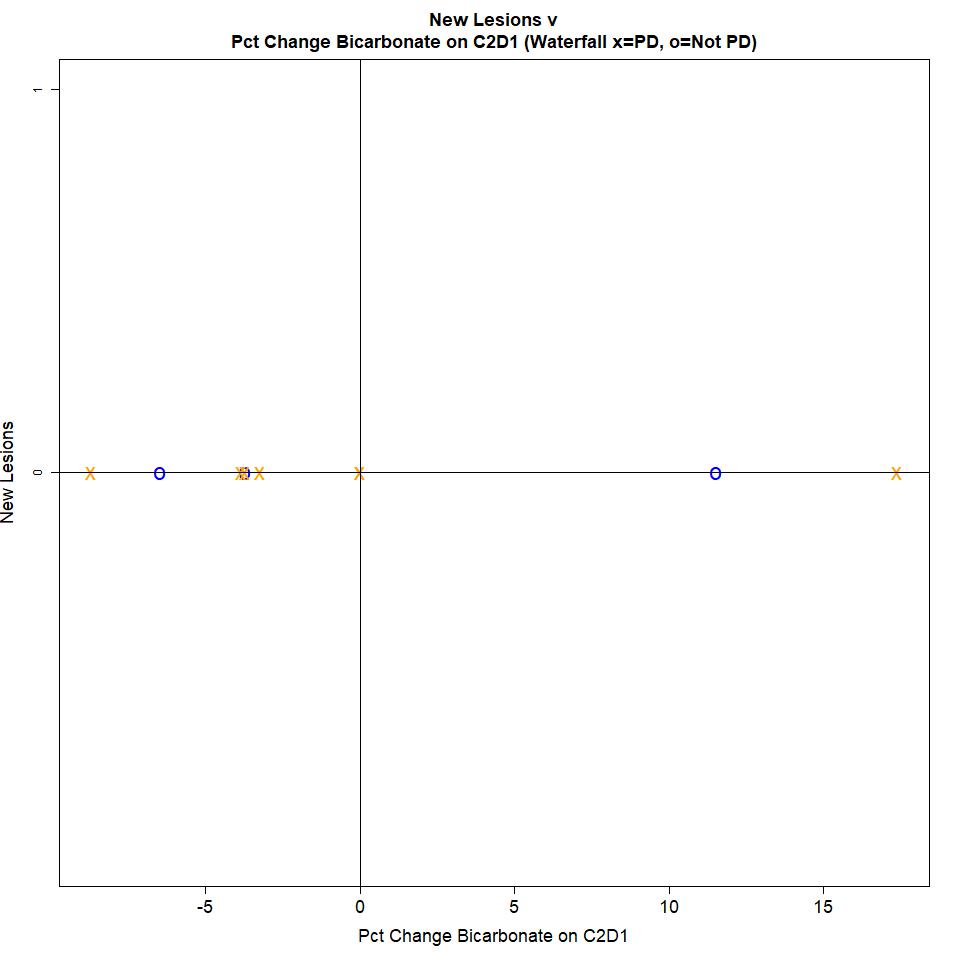 New Lesions v
Pct Change Bicarbonate on C2D1 (Waterfall x=PD, o=Not PD)
1
0
New Lesions
-5 0 5 10 15
Pct Change Bicarbonate on C2D1